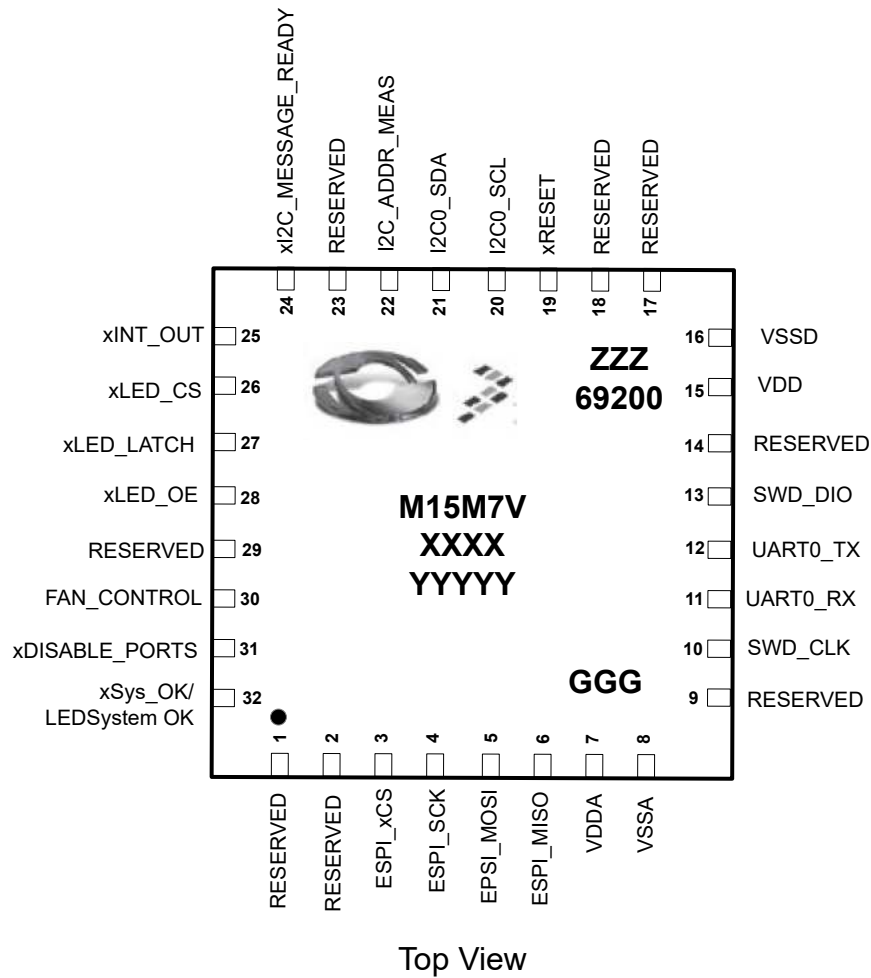 xI2C_MESSAGE_READY
RESERVED
I2C_ADDR_MEAS
I2C0_SDA
I2C0_SCL
xRESET
RESERVED
RESERVED
24
23
22
21
20
19
18
17
xINT_OUT
25
xLED_CS
26
xLED_LATCH
27
xLED_OE
28
RESERVED
29
FAN_CONTROL
30
xDISABLE_PORTS
31
xSys_OK/
LEDSystem OK
32
ZZZ
69200
M15M7V
XXXX
YYYYY
GGG
16
VSSD
15
VDD
14
RESERVED
13
SWD_DIO
12
UART0_TX
11
UART0_RX
10
SWD_CLK
9
RESERVED
1
2
3
4
5
6
7
8
RESERVED
RESERVED
ESPI_xCS
ESPI_SCK
EPSI_MOSI
ESPI_MISO
VDDA
VSSA
Top View